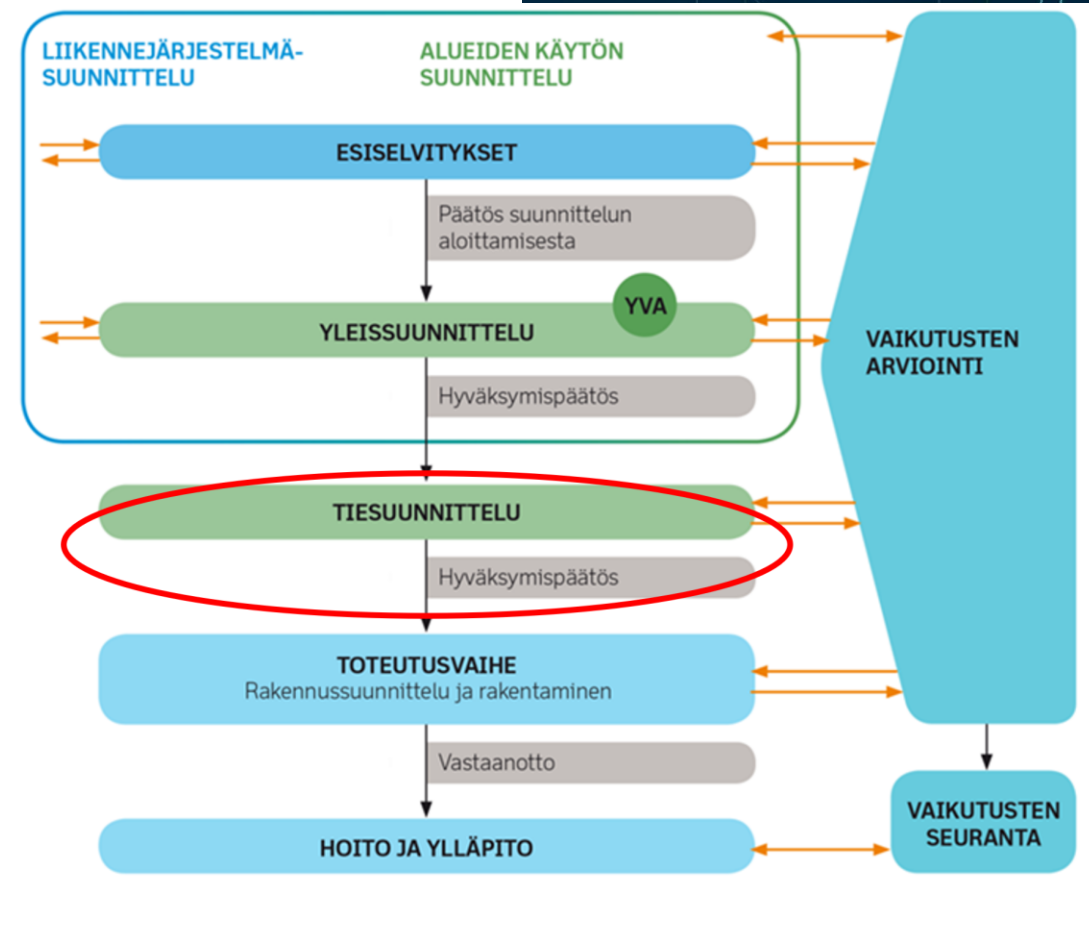 LIIKENNEJÄRJESTELMÄ-
SUUNNITTELU
ALUEIDEN KÄYTÖN
SUUNNITTELU
ESISELVITYKSET
Päätös suunnittelun
aloittamisesta
YVA
YLEISSUUNNITTELU
Hyväksymispäätös
VAIKUTUSTEN
ARVIOINTI
TIESUUNNITTELU
Hyväksymispäätös
TOTEUTUSVAIHE
Rakennussuunnittelu ja rakentaminen
Vastaanotto
HOITO JA YLLÄPITO
VAIKUTUSTEN
SEURANTA